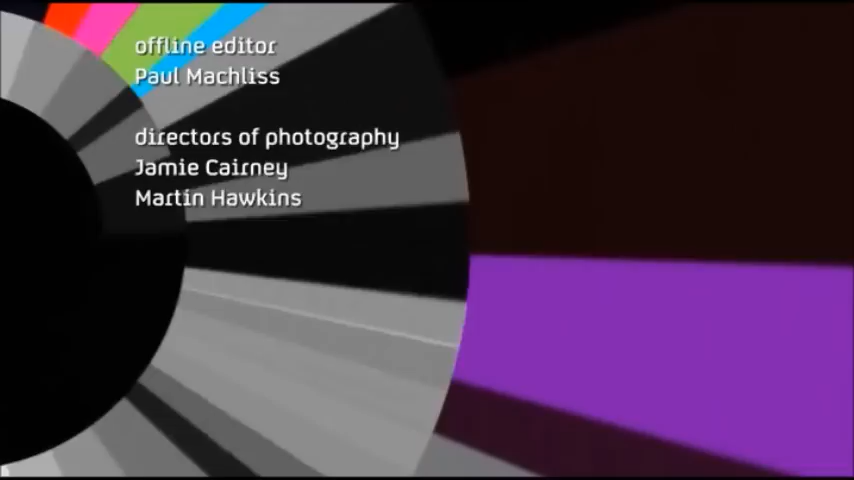 offline editor
Paul Machliss
directors of photography
Jamie Cairney
Martin Hawkins